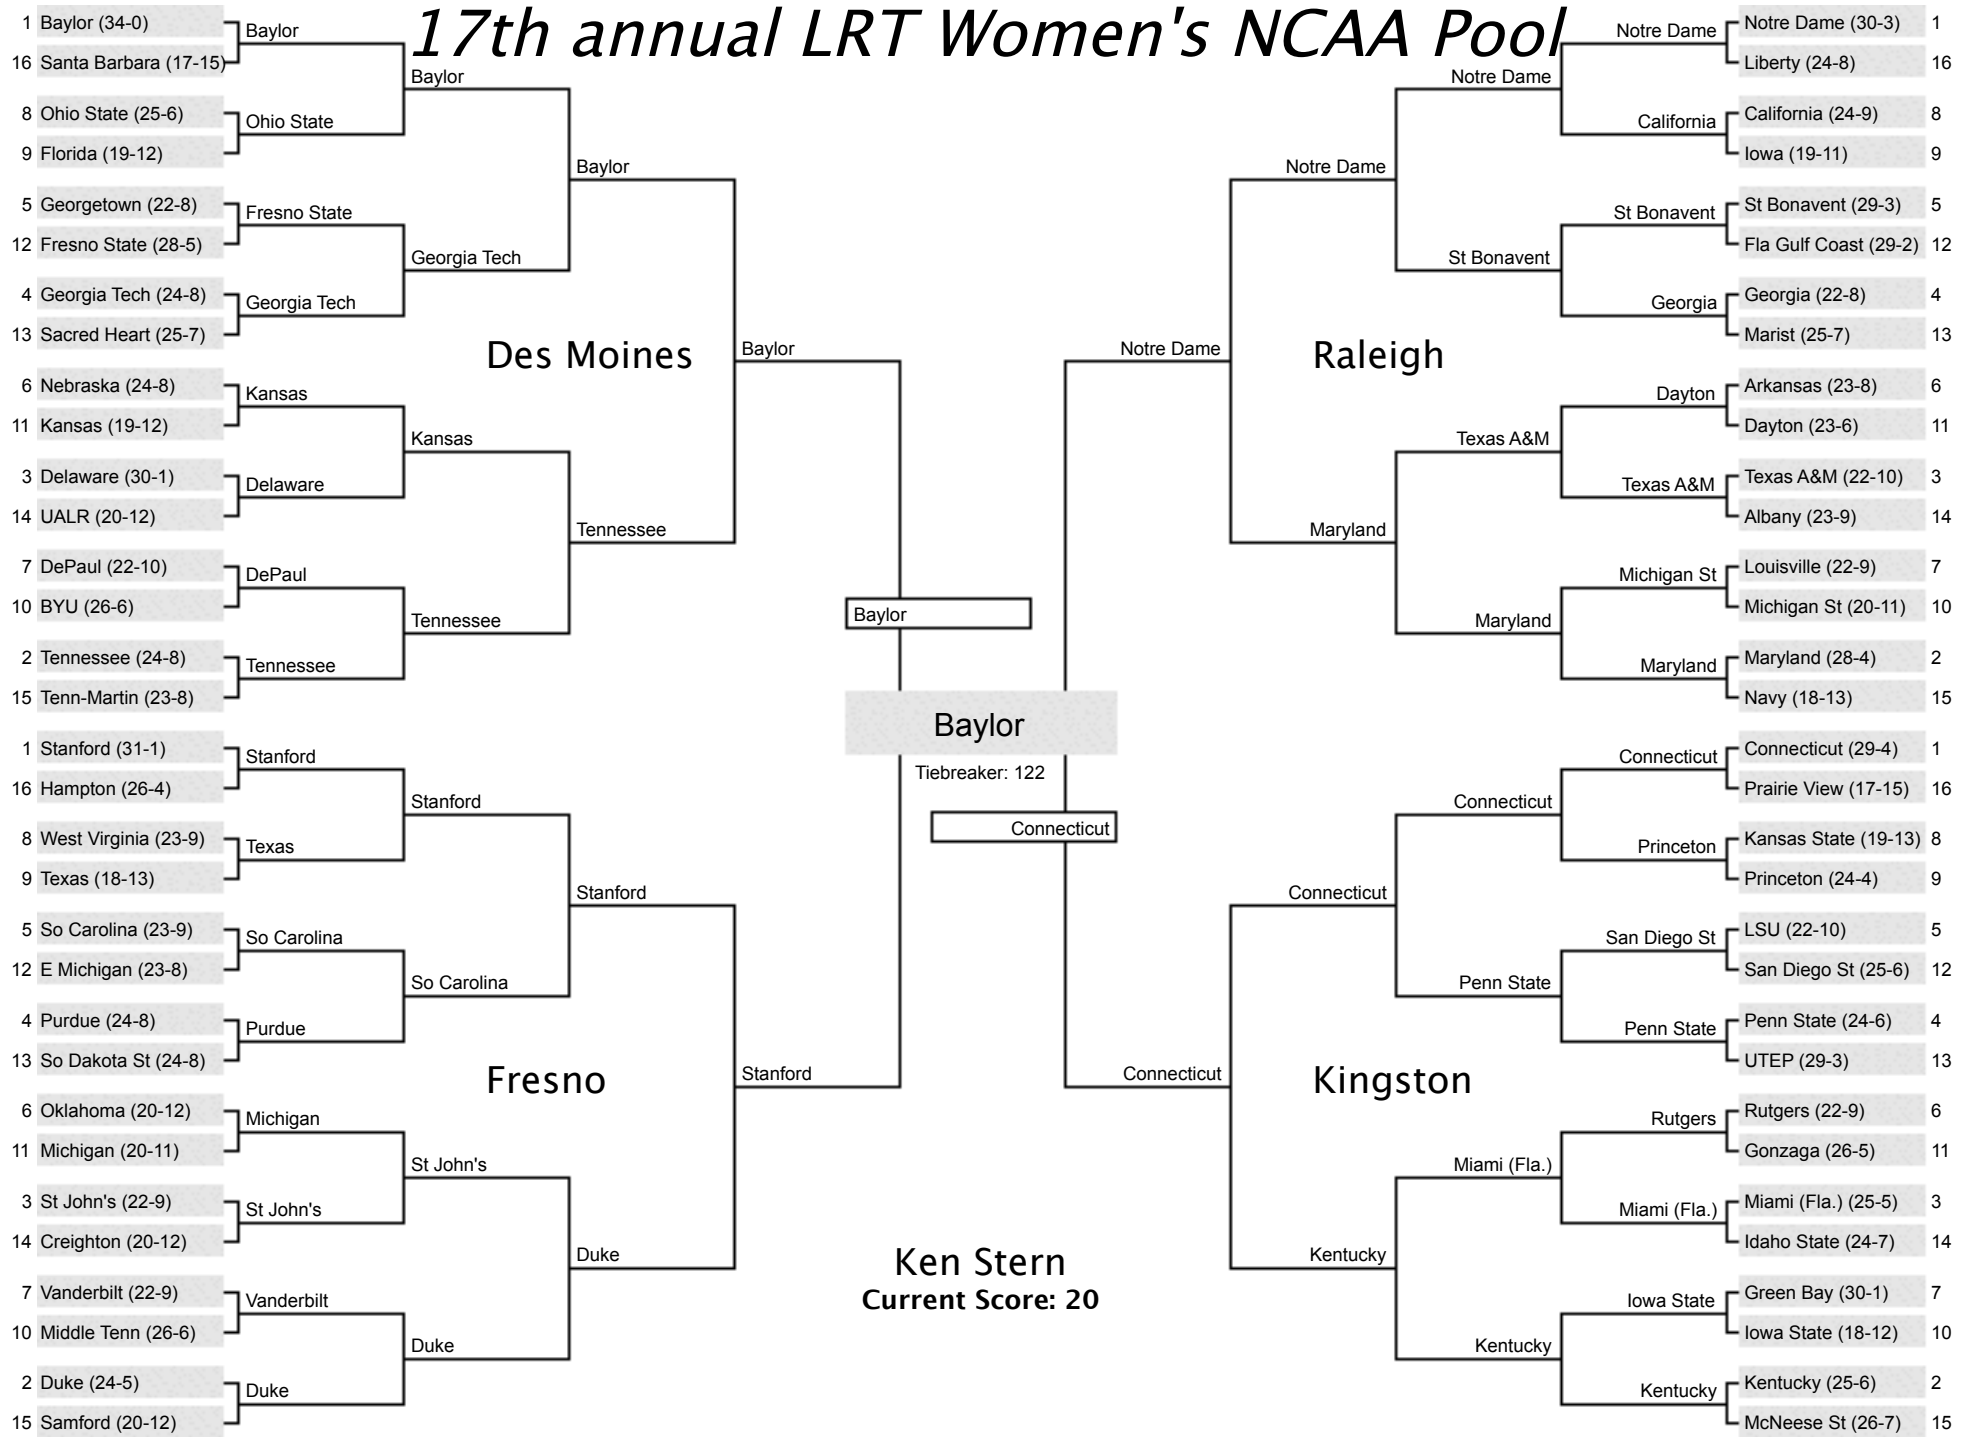 17th annual LRT Women's NCAA Pool
1 Baylor (34-0)
16 Santa Barbara (17-15)
8 Ohio State (25-6)
9 Florida (19-12)
5 Georgetown (22-8)
12 Fresno State (28-5)
4 Georgia Tech (24-8)
13 Sacred Heart (25-7)
6 Nebraska (24-8)
11 Kansas (19-12)
3 Delaware (30-1)
14 UALR (20-12)
7 DePaul (22-10)
10 BYU (26-6)
2 Tennessee (24-8)
15 Tenn-Martin (23-8)
Baylor
Ohio State
Fresno State
Georgia Tech
Kansas
Delaware
DePaul
Tennessee
Baylor
Georgia Tech
Kansas
Tennessee
Baylor
Tennessee
Des Moines
Baylor
1 Stanford (31-1)
16 Hampton (26-4)
8 West Virginia (23-9)
9 Texas (18-13)
5 So Carolina (23-9)
12 E Michigan (23-8)
4 Purdue (24-8)
13 So Dakota St (24-8)
6 Oklahoma (20-12)
11 Michigan (20-11)
3 St John's (22-9)
14 Creighton (20-12)
7 Vanderbilt (22-9)
10 Middle Tenn (26-6)
2 Duke (24-5)
15 Samford (20-12)
Stanford
Texas
So Carolina
Purdue
Michigan
St John's
Vanderbilt
Duke
Stanford
So Carolina
St John's
Duke
Stanford
Duke
Fresno
Stanford
Baylor
Baylor
Tiebreaker: 122
Connecticut
Ken Stern
Current Score: 20
Notre Dame (30-3) 1
Liberty (24-8) 16
California (24-9) 8
Iowa (19-11) 9
St Bonavent (29-3) 5
Fla Gulf Coast (29-2) 12
Georgia (22-8) 4
Marist (25-7) 13
Arkansas (23-8) 6
Dayton (23-6) 11
Texas A&M (22-10) 3
Albany (23-9) 14
Louisville (22-9) 7
Michigan St (20-11) 10
Maryland (28-4) 2
Navy (18-13) 15
Notre Dame
California
St Bonavent
Georgia
Dayton
Texas A&M
Michigan St
Maryland
Notre Dame
St Bonavent
Texas A&M
Maryland
Notre Dame
Maryland
Raleigh
Notre Dame
Connecticut (29-4) 1
Prairie View (17-15) 16
Kansas State (19-13) 8
Princeton (24-4) 9
LSU (22-10) 5
San Diego St (25-6) 12
Penn State (24-6) 4
UTEP (29-3) 13
Rutgers (22-9) 6
Gonzaga (26-5) 11
Miami (Fla.) (25-5) 3
Idaho State (24-7) 14
Green Bay (30-1) 7
Iowa State (18-12) 10
Kentucky (25-6) 2
McNeese St (26-7) 15
Connecticut
Princeton
San Diego St
Penn State
Rutgers
Miami (Fla.)
Iowa State
Kentucky
Connecticut
Penn State
Miami (Fla.)
Kentucky
Connecticut
Kentucky
Kingston
Connecticut